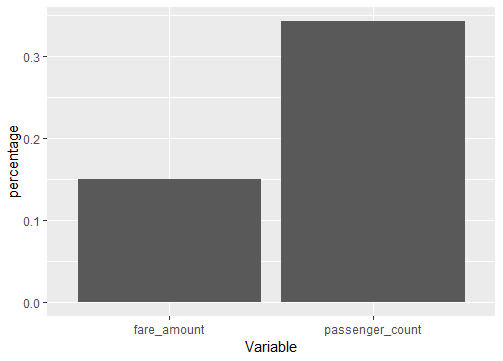 percentage
0.3
0.2
0.1
0.0
fare_amount
passenger_count
Variable